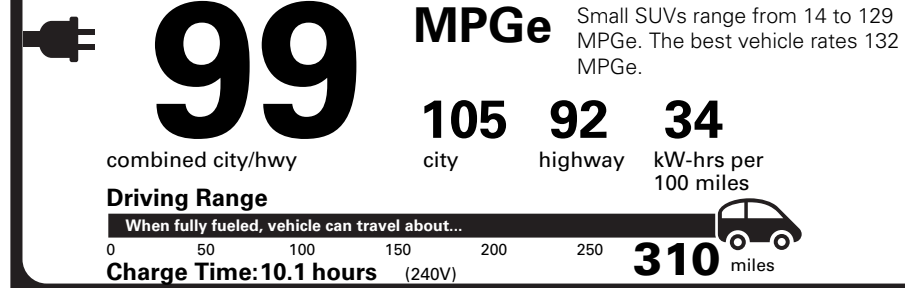 99
MPGe
Small SUVs range from 14 to 129
MPGe. The best vehicle rates 132
MPGe.
combined city/hwy
105 92 34
city highway kW-hrs per
100 miles
Driving Range
When fully fueled, vehicle can travel about...
0 50 100 150 200 250 310 miles
Charge Time: 10.1 hours (240V)